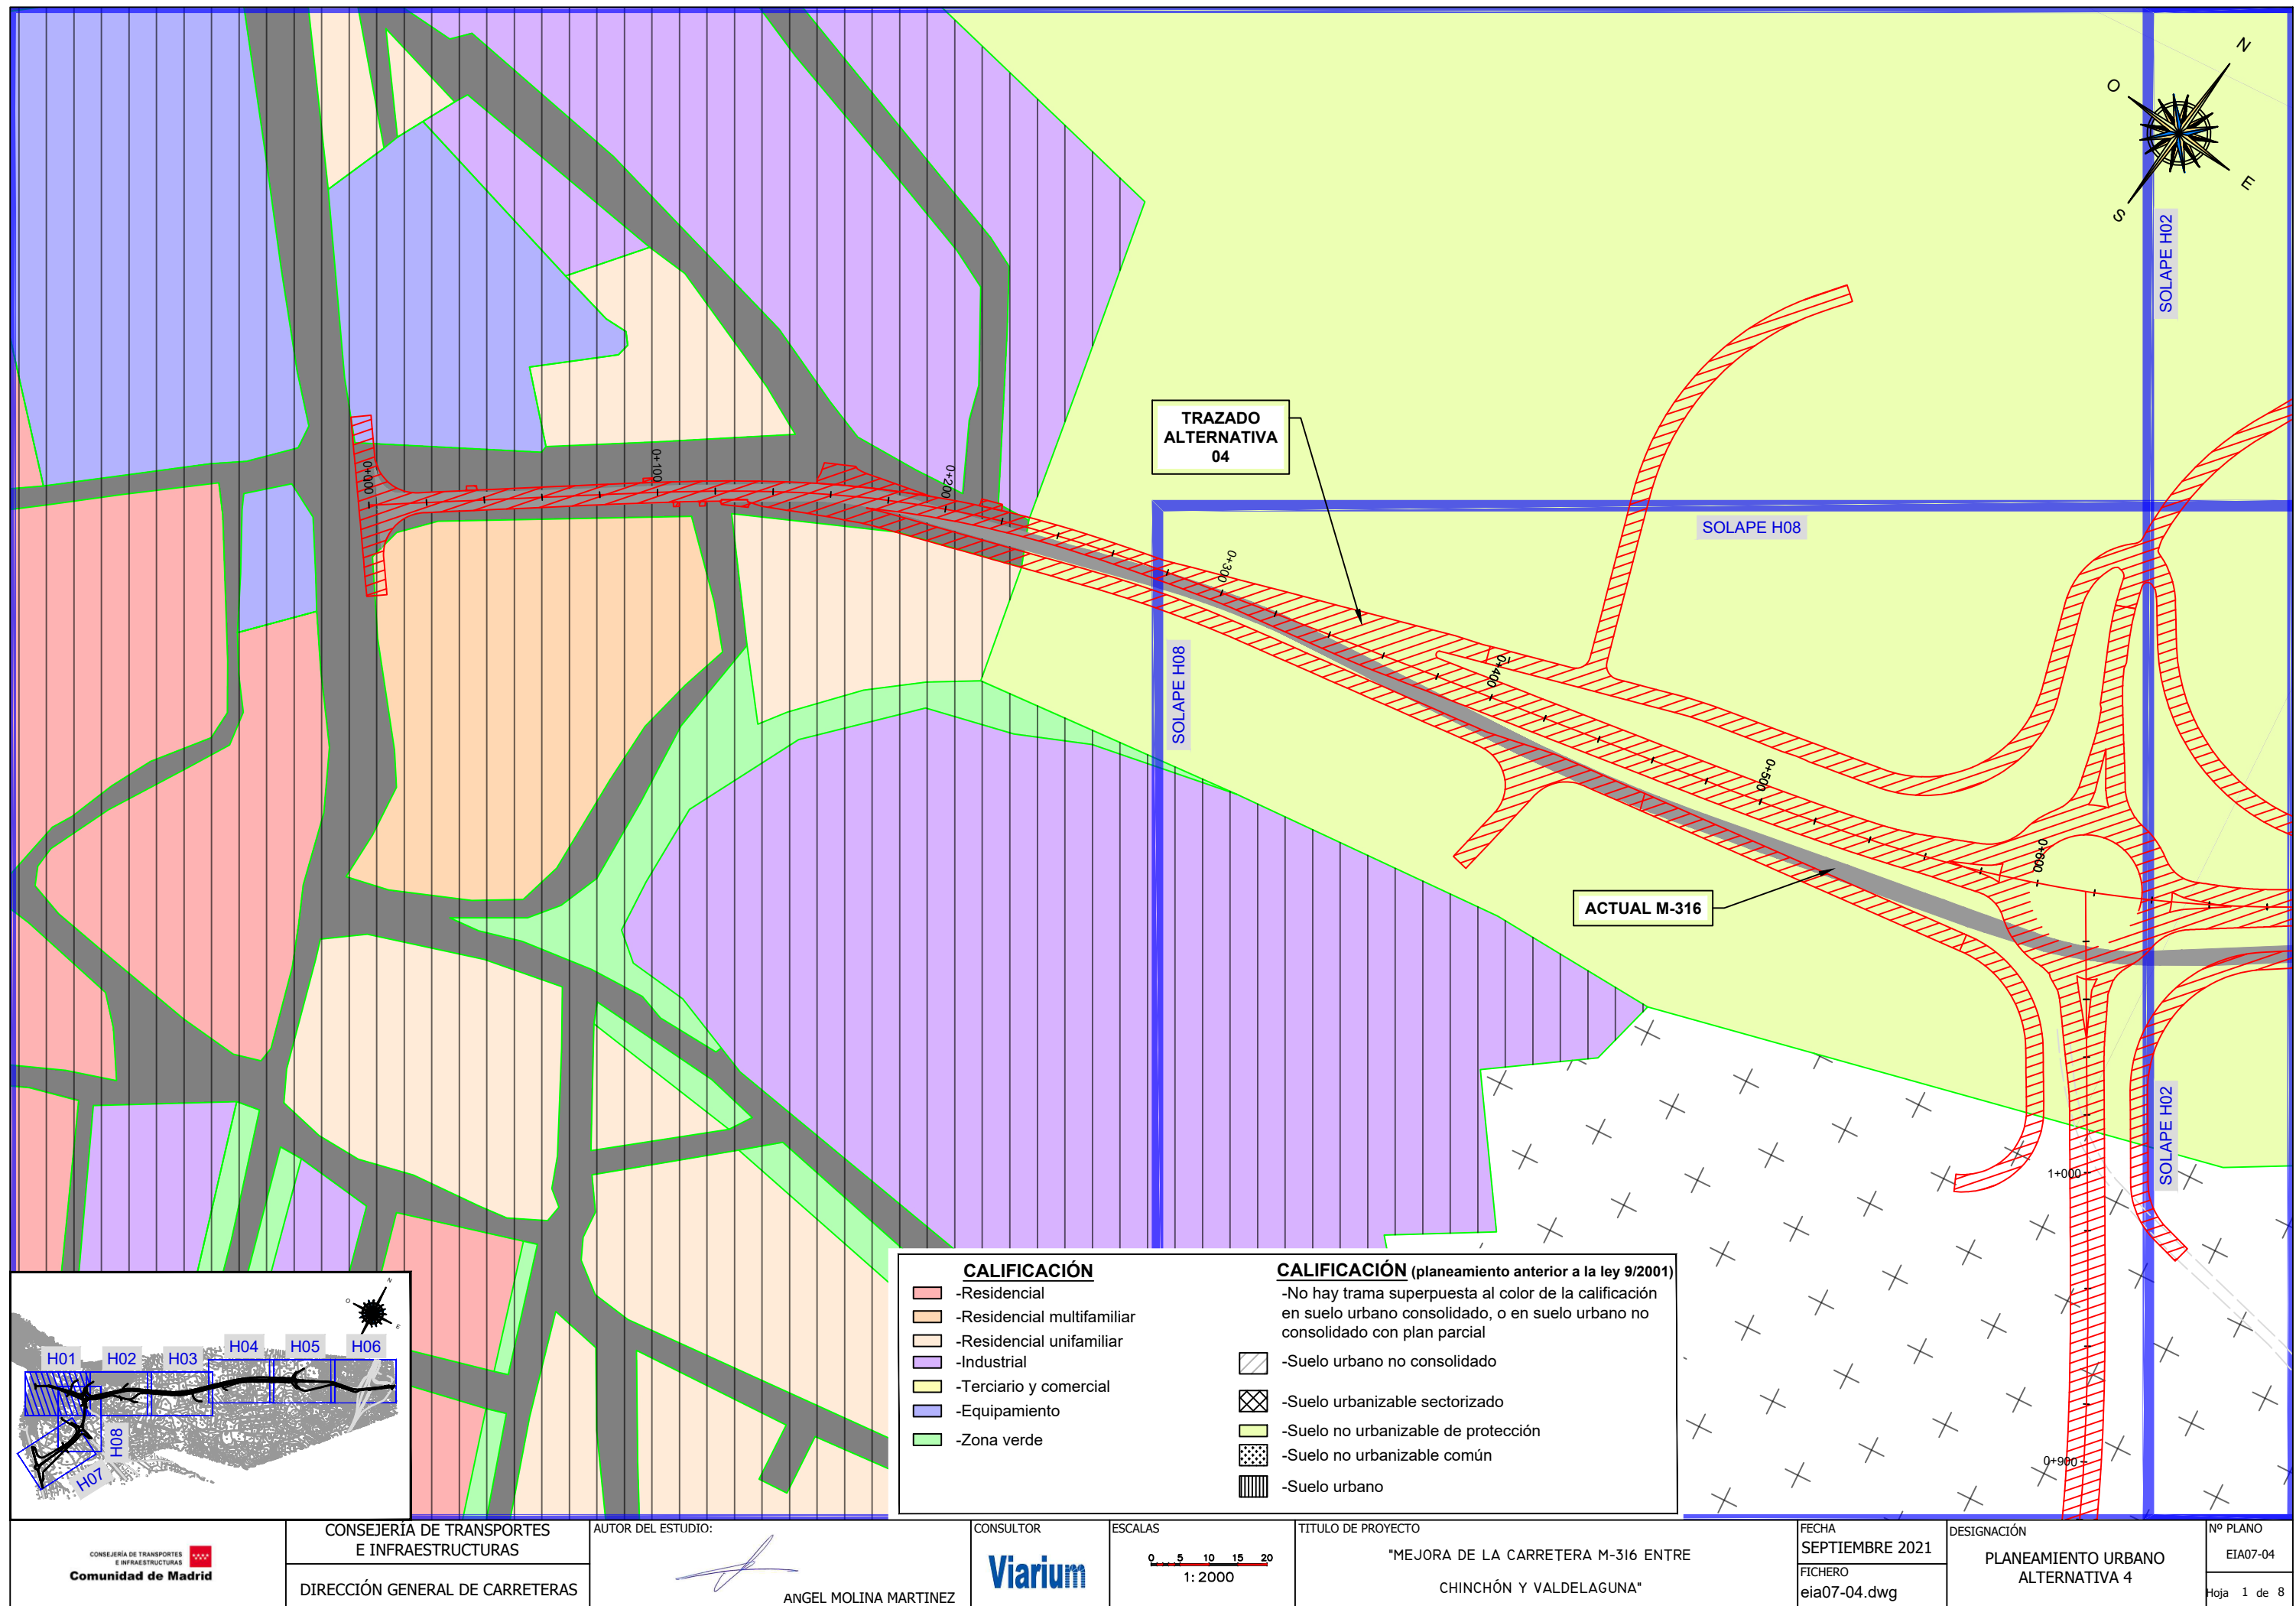 N
O
E
S
SOLAPE H02
TRAZADO
ALTERNATIVA
04
SOLAPE H08
SOLAPE H08
0+000
0+100
0+200
0+300
0+400
0+500
0+600
ACTUAL M-316
SOLAPE H02
1+000
0+900
CALIFICACIÓN
-Residencial
-Residencial multifamiliar
-Residencial unifamiliar
-Industrial
-Terciario y comercial
-Equipamiento
-Zona verde
CALIFICACIÓN (planeamiento anterior a la ley 9/2001)
-No hay trama superpuesta al color de la calificación
en suelo urbano consolidado, o en suelo urbano no
consolidado con plan parcial
-Suelo urbano no consolidado
-Suelo urbanizable sectorizado
-Suelo no urbanizable de protección
-Suelo no urbanizable común
-Suelo urbano
N
O
E
H01
H02
H03
H04
H05
H06
H08
H07
CONSEJERÍA DE TRANSPORTES
E INFRAESTRUCTURAS
Comunidad de Madrid
CONSEJERÍA DE TRANSPORTES
E INFRAESTRUCTURAS
DIRECCIÓN GENERAL DE CARRETERAS
AUTOR DEL ESTUDIO:
ANGEL MOLINA MARTINEZ
CONSULTOR
Viarium
ESCALAS
0 5 10 15 20
1:2000
TITULO DE PROYECTO
"MEJORA DE LA CARRETERA M-316 ENTRE
CHINCHÓN Y VALDELAGUNA"
FECHA
SEPTIEMBRE 2021
FICHERO
eia07-04.dwg
DESIGNACIÓN
PLANEAMIENTO URBANO
ALTERNATIVA 4
Nº PLANO
EIA07-04
Hoja 1 de 8